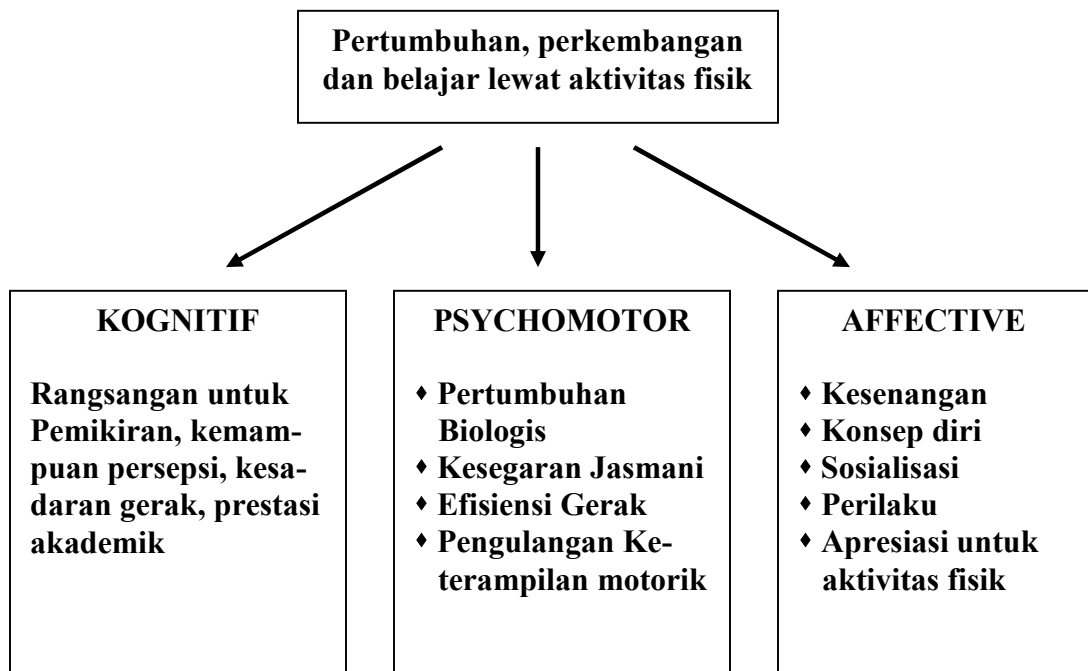 Pertumbuhan, perkembangan
dan belajar lewat aktivitas fisik
KOGNITIF
Rangsangan untuk
Pemikiran, kemam-
puan persepsi, kesa-
daran gerak, prestasi
akademik
PSYCHOMOTOR
♦ Pertumbuhan
Biologis
♦ Kesegaran Jasmani
♦ Efisiensi Gerak
♦ Pengulangan Ke-
terampilan motorik
AFFECTIVE
♦ Kesenangan
♦ Konsep diri
♦ Sosialisasi
♦ Perilaku
♦ Apresiasi untuk
aktivitas fisik